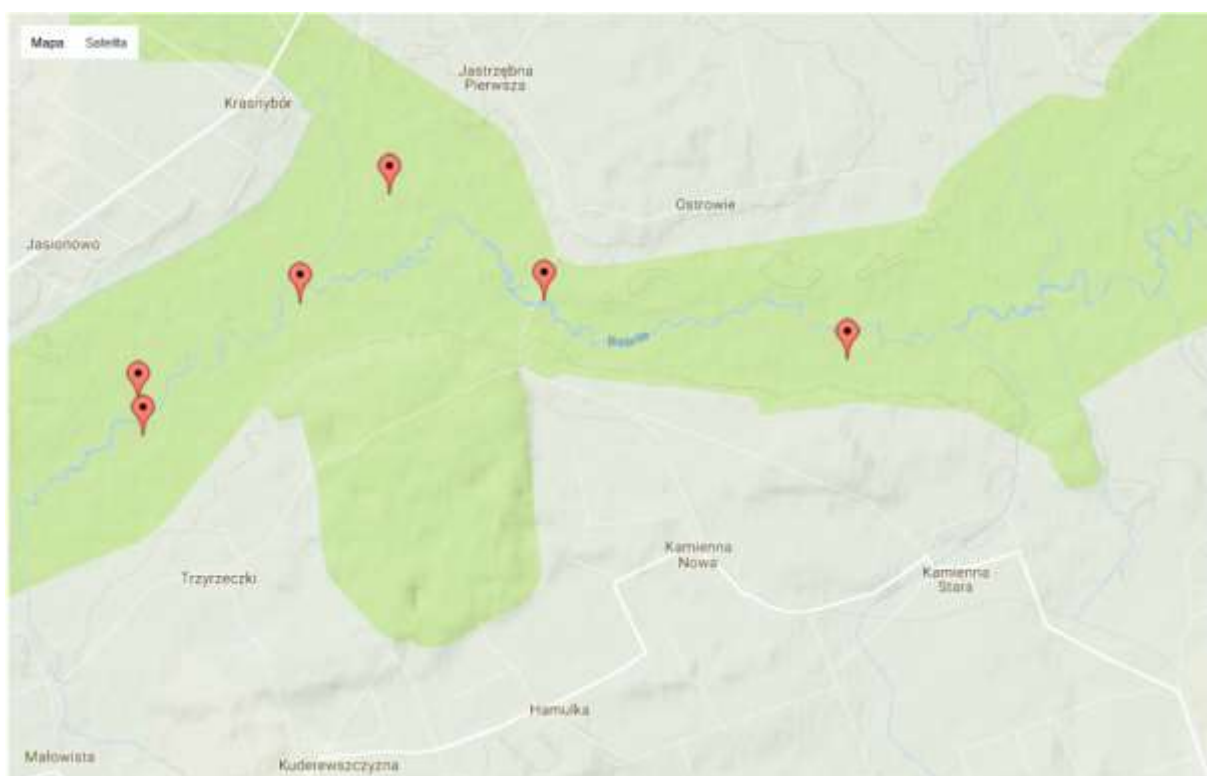 Mapa Satelita
Jastrzębna
Pierwsza
Krasnybór
Ostrowie
Jasionowo
Kamienna
Nowa
Kamienna
Stara
Trzyrzeczki
Hamulka
Małowista
Kuderewszczyzna